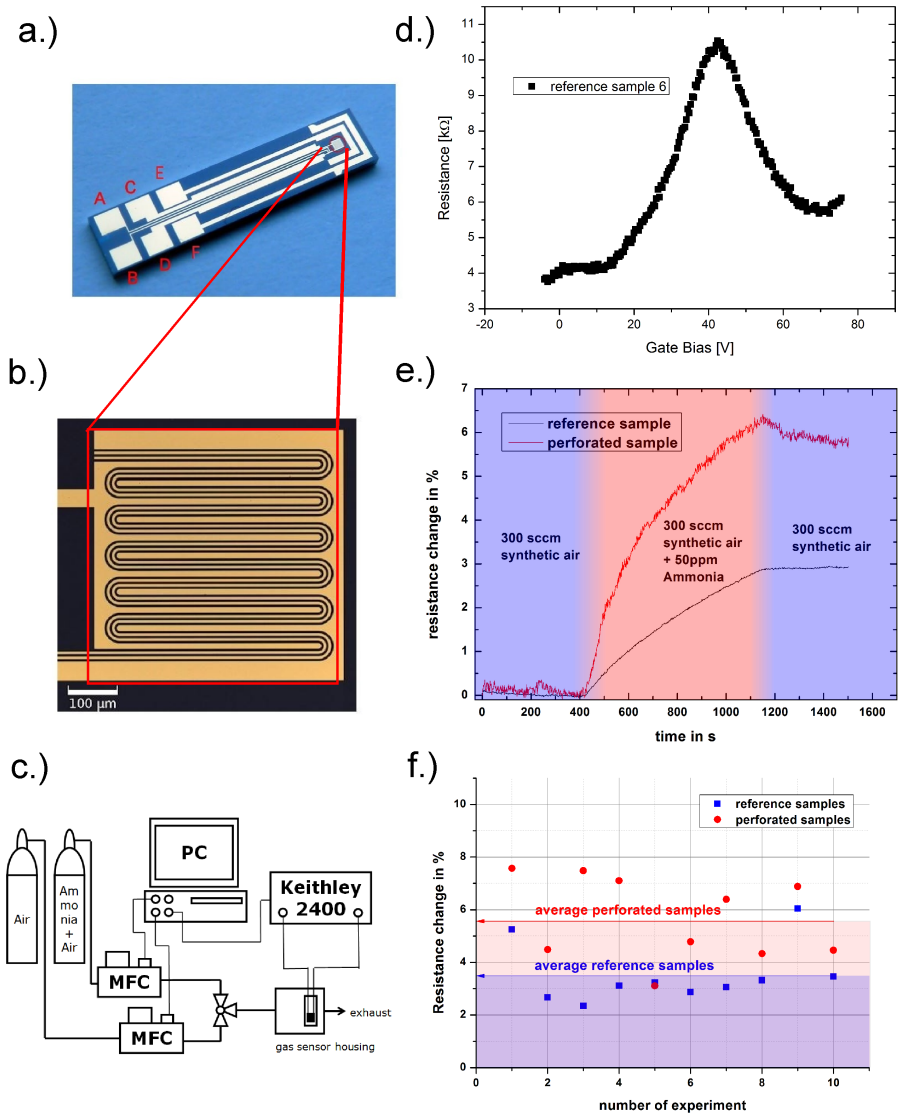 a.)
A
C
E
B
D
F
b.)
100 µm
c.)
Air
Am
mo
nia
+
Air
PC
Keithley
2400
MFC
MFC
exhaust
gas sensor housing
d.)
Resistance [kΩ]
11
10
9
8
7
6
5
4
3
reference sample 6
-20
0
20
40
60
80
Gate Bias [V]
e.)
resistance change in %
7
6
5
4
3
2
1
0
reference sample
perforated sample
300 sccm
synthetic air
300 sccm
synthetic air
+ 50ppm
Ammonia
300 sccm
synthetic air
0
200
400
600
800
1000
1200
1400
1600
time in s
f.)
Resistance change in %
10
8
6
4
2
0
reference samples
perforated samples
average perforated samples
average reference samples
0
2
4
6
8
10
number of experiment